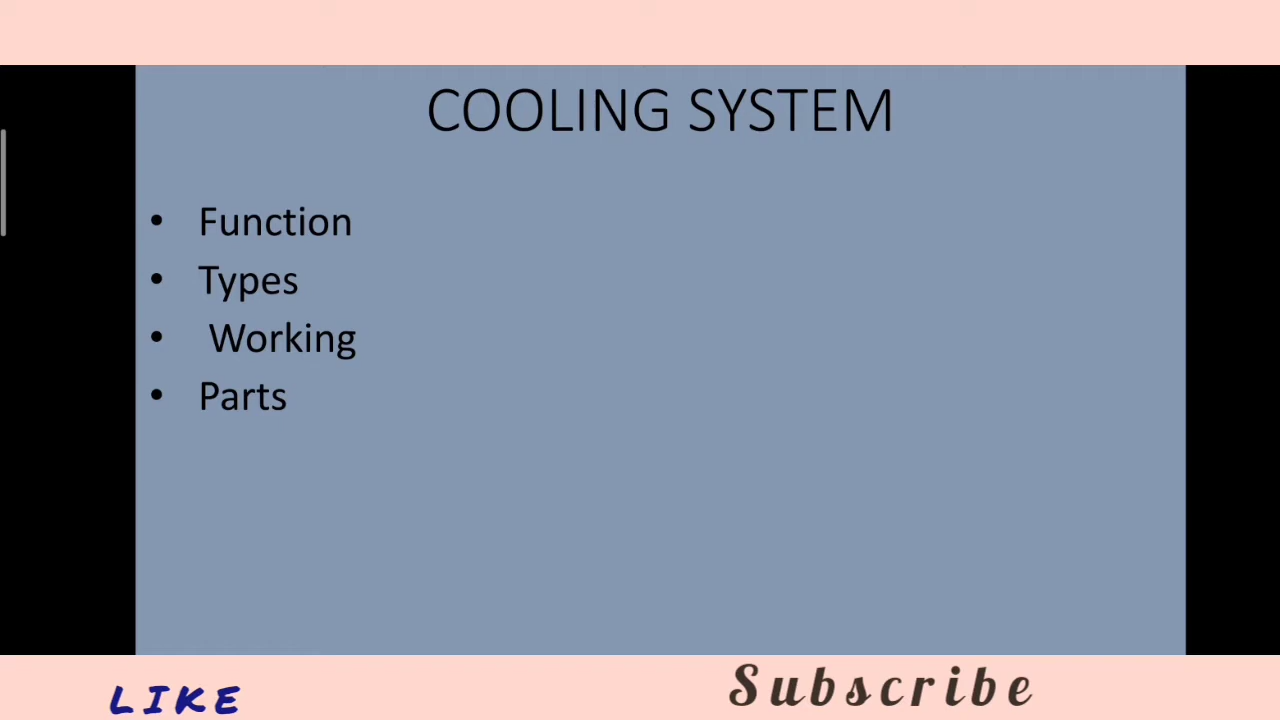 COOLING SYSTEM
• Function
• Types
• Working
• Parts
LIKE
Subscribe